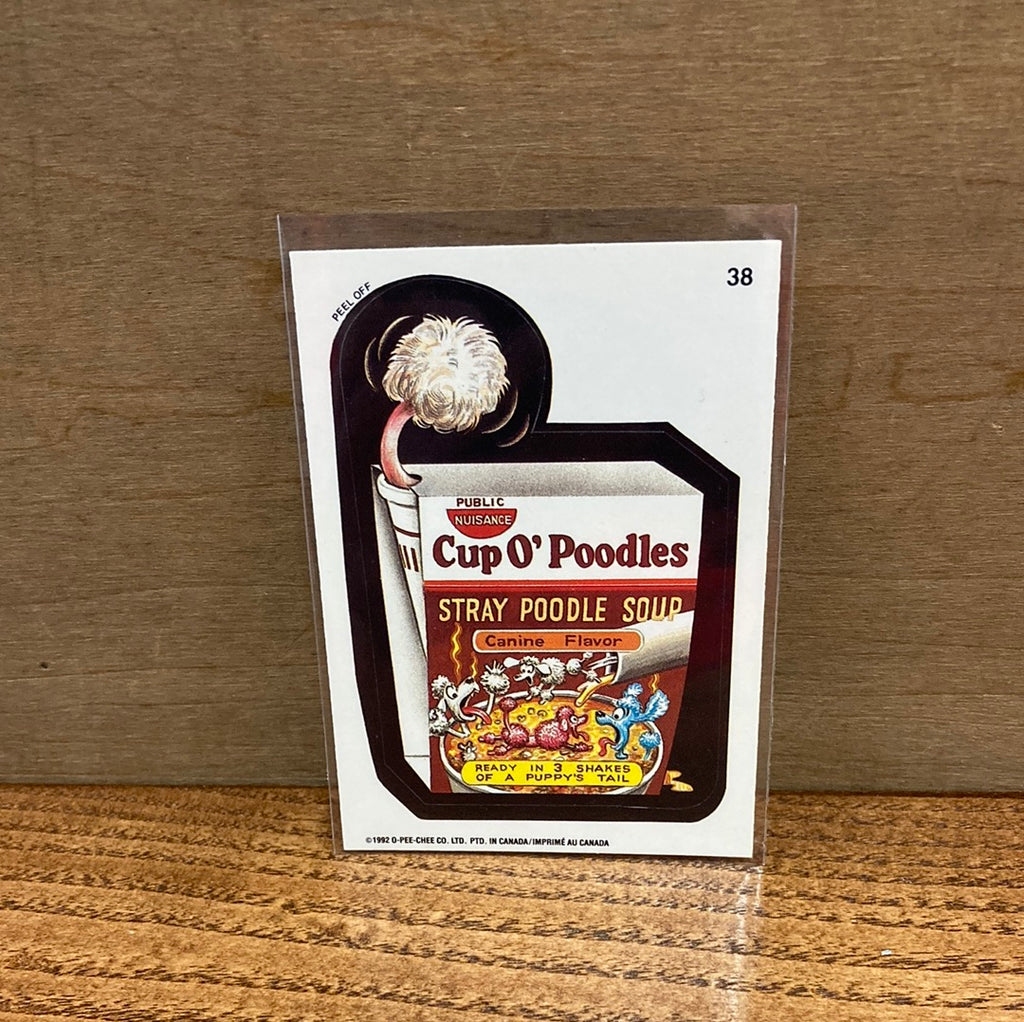 38
PEEL OFF
PUBLIC
NUISANCE
Cup O' Poodles
STRAY POODLE SOUP
Canine Flavor
READY IN 3 SHAKES
OF A PUPPY'S TAIL
©1992 O-PEE-CHEE CO. LTD. PTD. IN CANADA/IMPRIMÉ AU CANADA